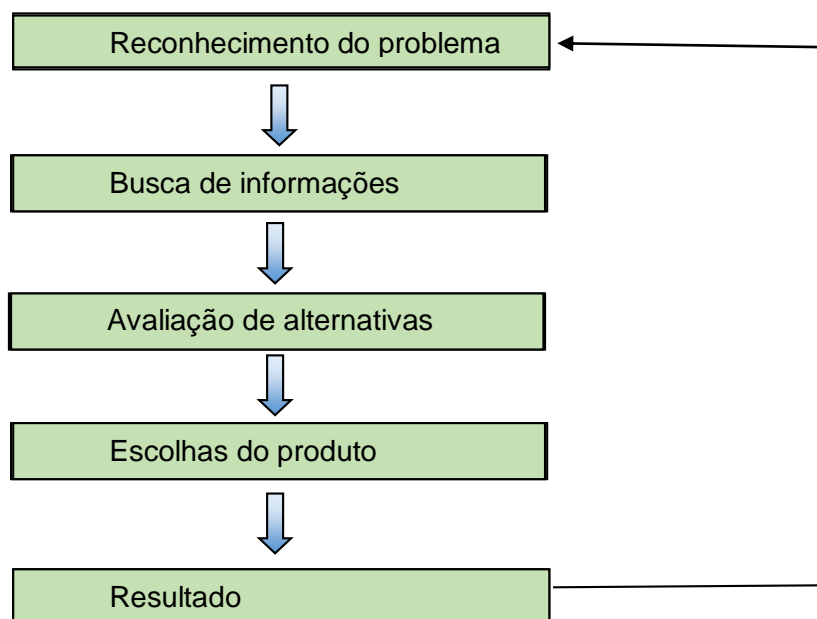 Reconhecimento do problema
Busca de informações
Avaliação de alternativas
Escolhas do produto
Resultado